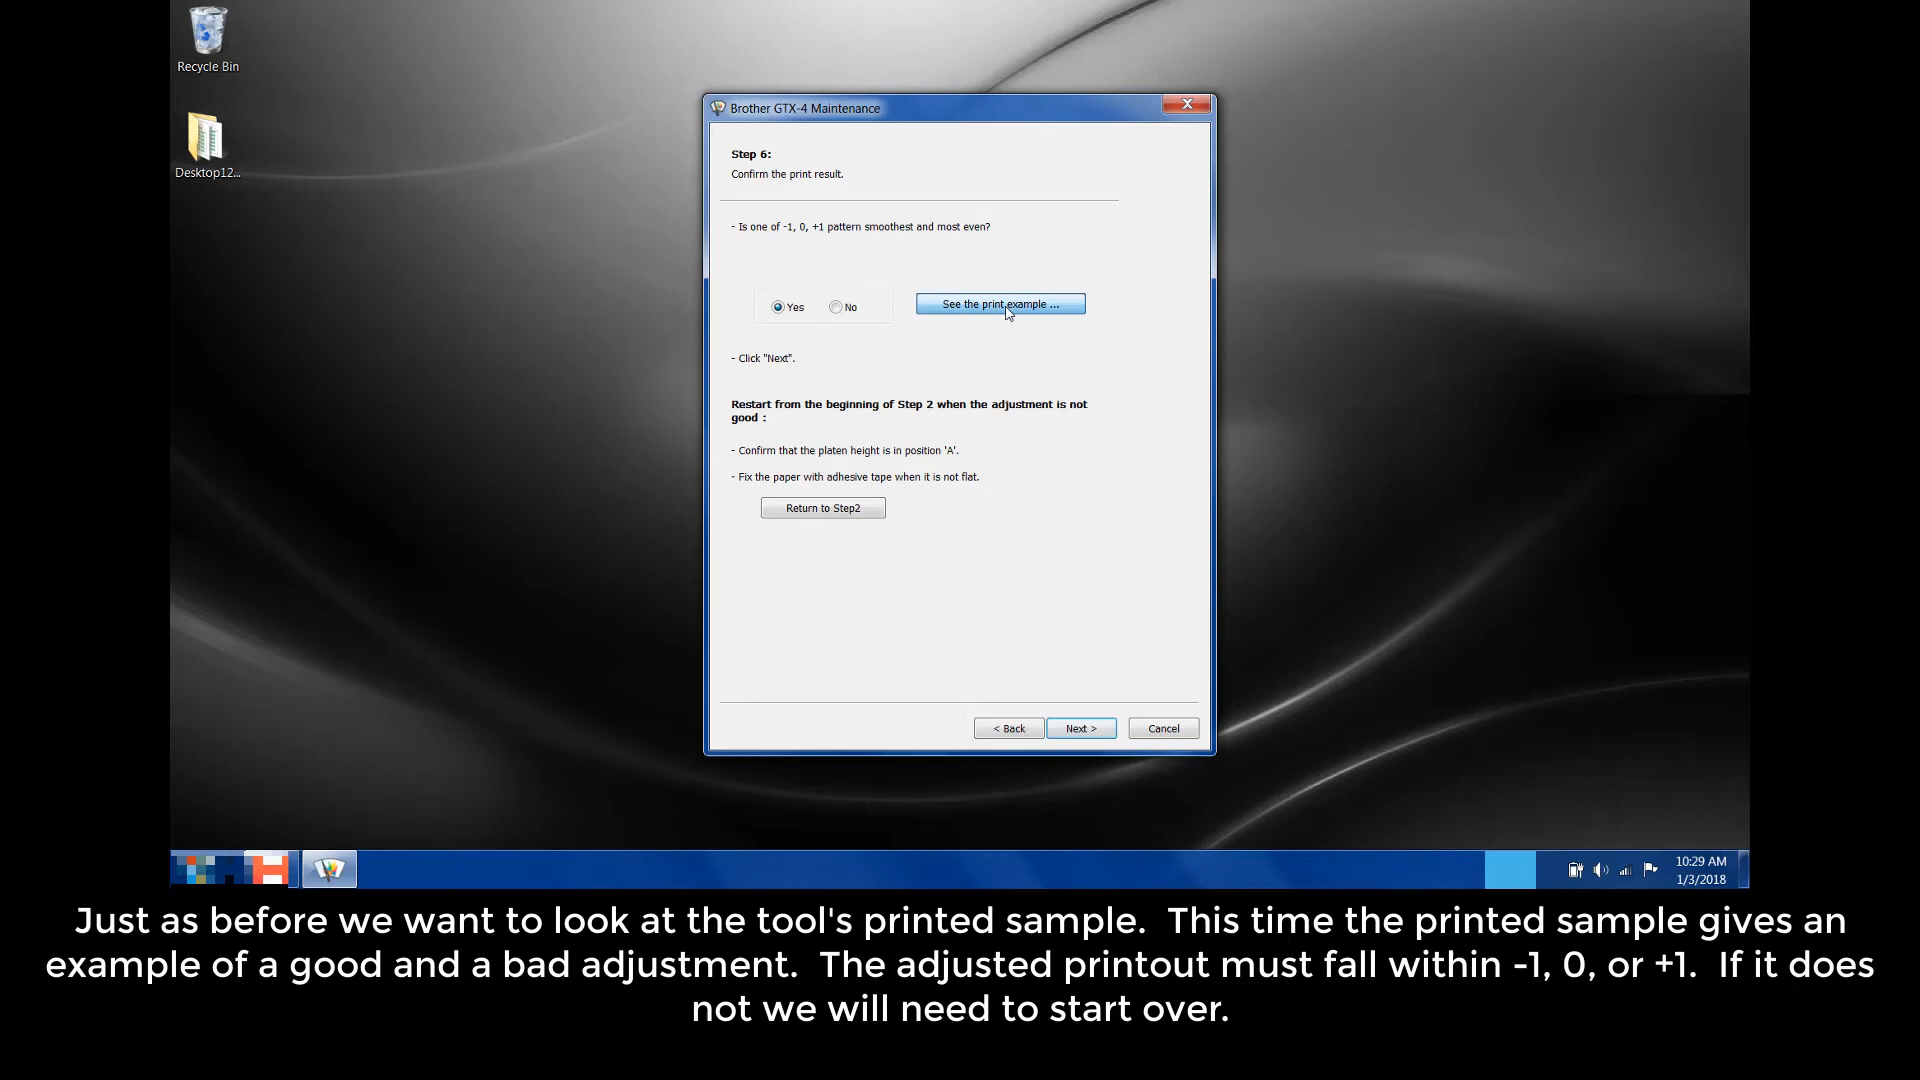 Recycle Bin
Desktop12...
Brother GTX-4 Maintenance
Step 6:
Confirm the print result.
- Is one of -1, 0, +1 pattern smoothest and most even?
Yes
No
See the print example ...
- Click "Next".
Restart from the beginning of Step 2 when the adjustment is not
good :
- Confirm that the platen height is in position 'A'.
- Fix the paper with adhesive tape when it is not flat.
Return to Step2
< Back
Next >
Cancel
10:29 AM
1/3/2018
Just as before we want to look at the tool's printed sample. This time the printed sample gives an
example of a good and a bad adjustment. The adjusted printout must fall within -1, 0, or +1. If it does
not we will need to start over.